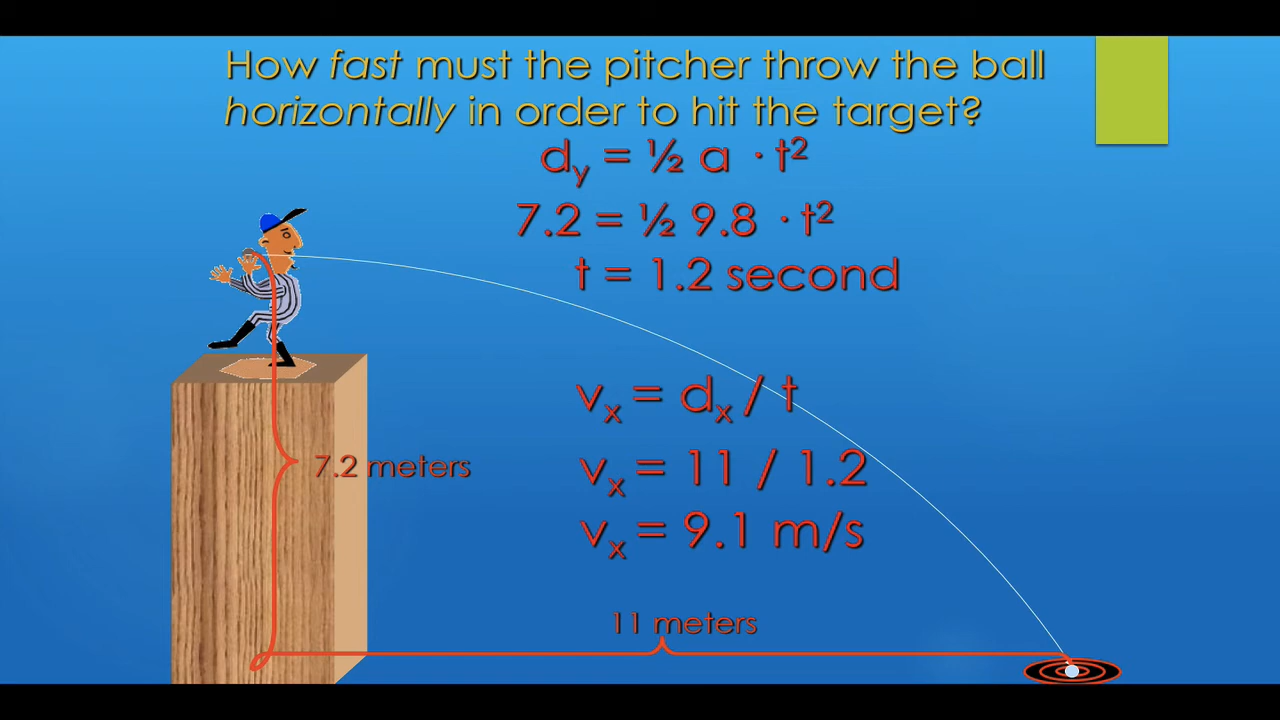 How fast must the pitcher throw the ball
horizontally in order to hit the target?
dy = ½ a · t²
7.2 = ½ 9.8 · t²
t = 1.2 second
vx = dx / t
7.2 meters
vx = 11 / 1.2
vx = 9.1 m/s
11 meters